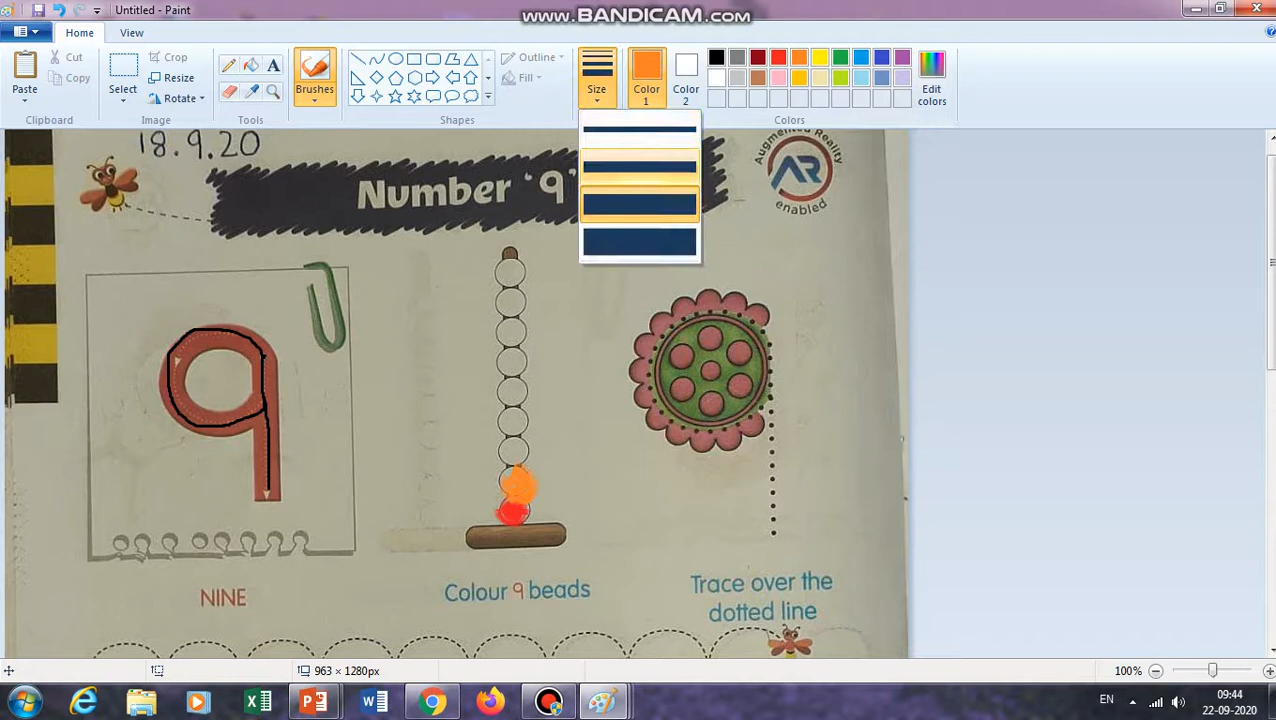 Untitled - Paint
www.BANDICAM.com
Home
View
Paste
Cut
Copy
Clipboard
Select
Crop
Resize
Rotate
Image
A
Tools
Brushes
Shapes
Outline
Fill
Size
Color 1
Color 2
Edit colors
Colors
18.9.20
Number '9'
Augmented Reality
AR
enabled
9
NINE
Colour 9 beads
Trace over the
dotted line
963 × 1280px
100%
EN
09:44
22-09-2020